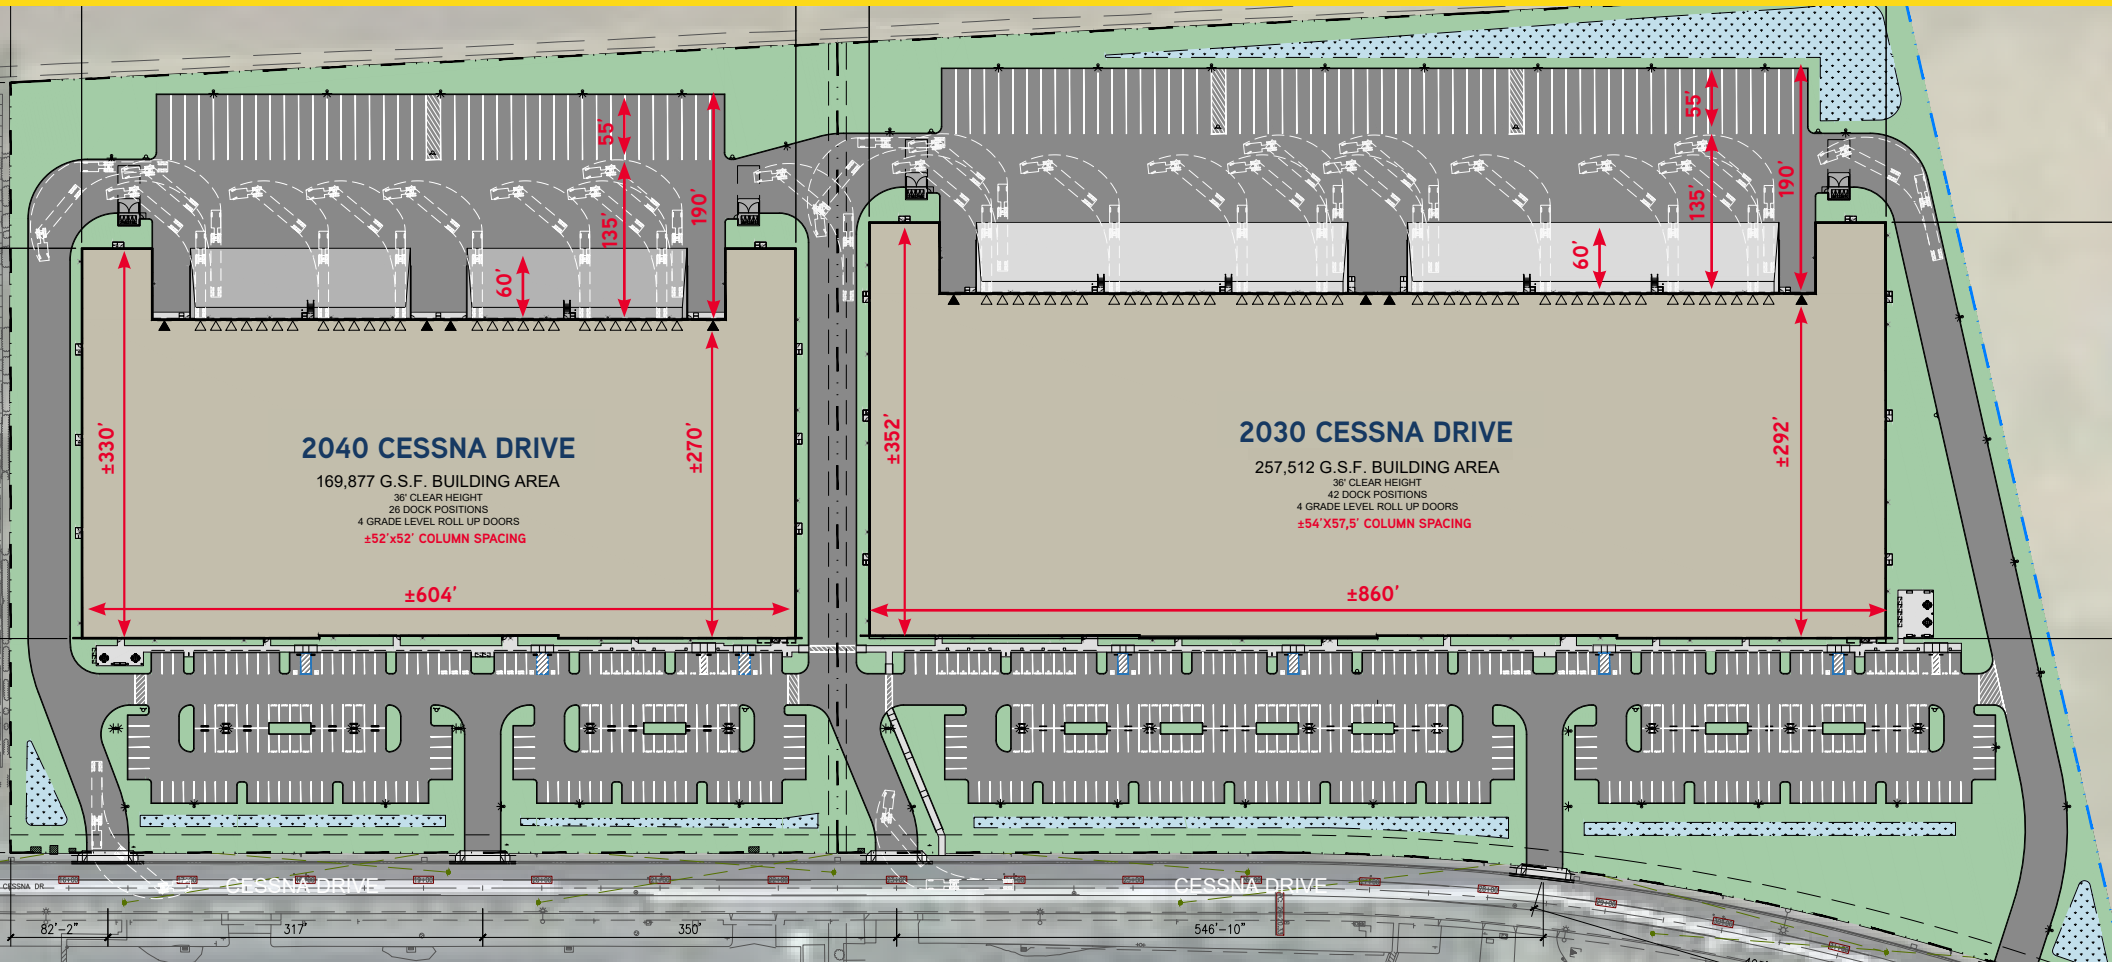 55'
190'
135'
60'
±330'
±270'
2040 CESSNA DRIVE
169,877 G.S.F. BUILDING AREA
36' CLEAR HEIGHT
26 DOCK POSITIONS
4 GRADE LEVEL ROLL UP DOORS
±52'x52' COLUMN SPACING
±604'
55'
190'
135'
60'
±352'
±292'
2030 CESSNA DRIVE
257,512 G.S.F. BUILDING AREA
36' CLEAR HEIGHT
42 DOCK POSITIONS
4 GRADE LEVEL ROLL UP DOORS
±54'X57,5' COLUMN SPACING
±860'
CESSNA DR.
CESSNA DRIVE
CESSNA DRIVE
82'-2"
317'
350'
546'-10"